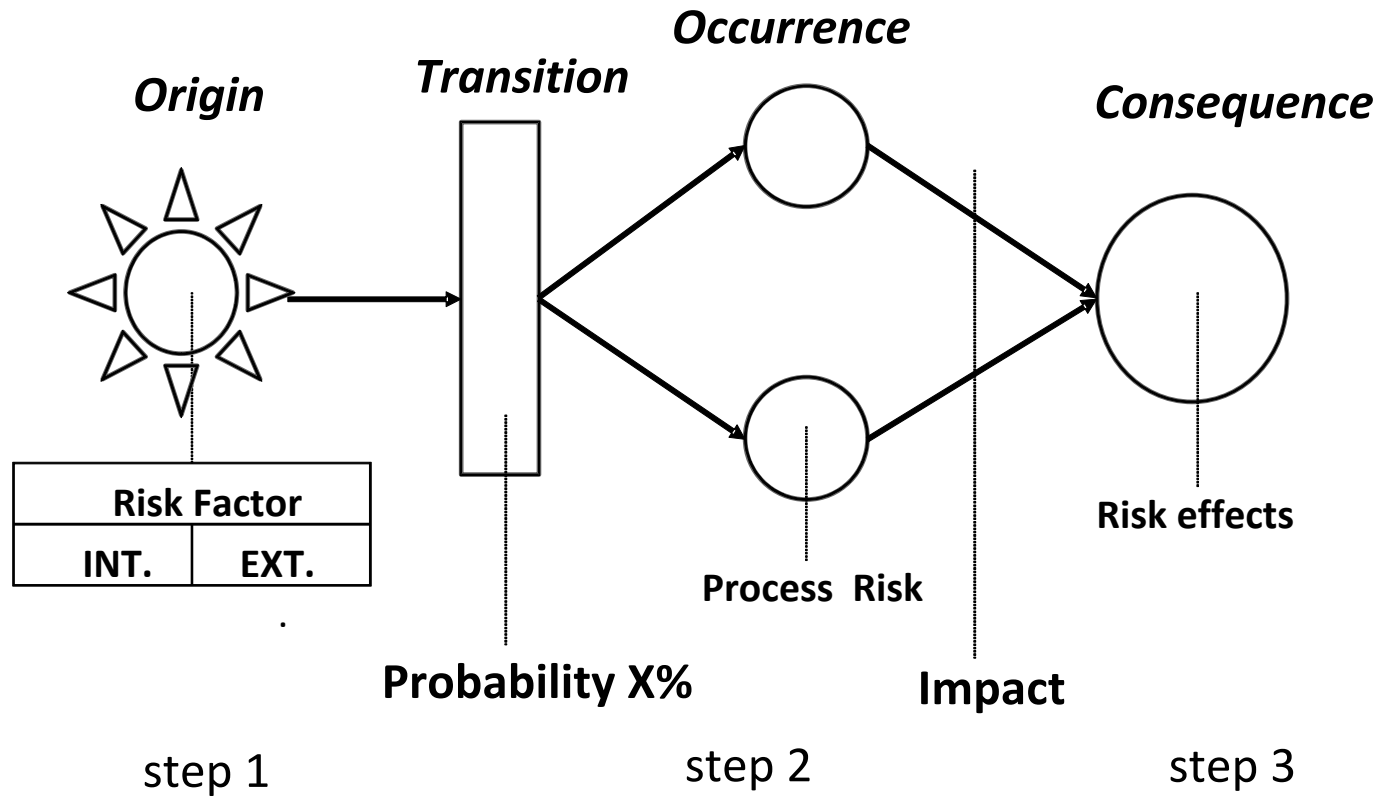 Origin
Transition
Occurrence
Consequence
Risk Factor
INT.
EXT.
.
Process Risk
Risk effects
Probability X%
Impact
step 1
step 2
step 3